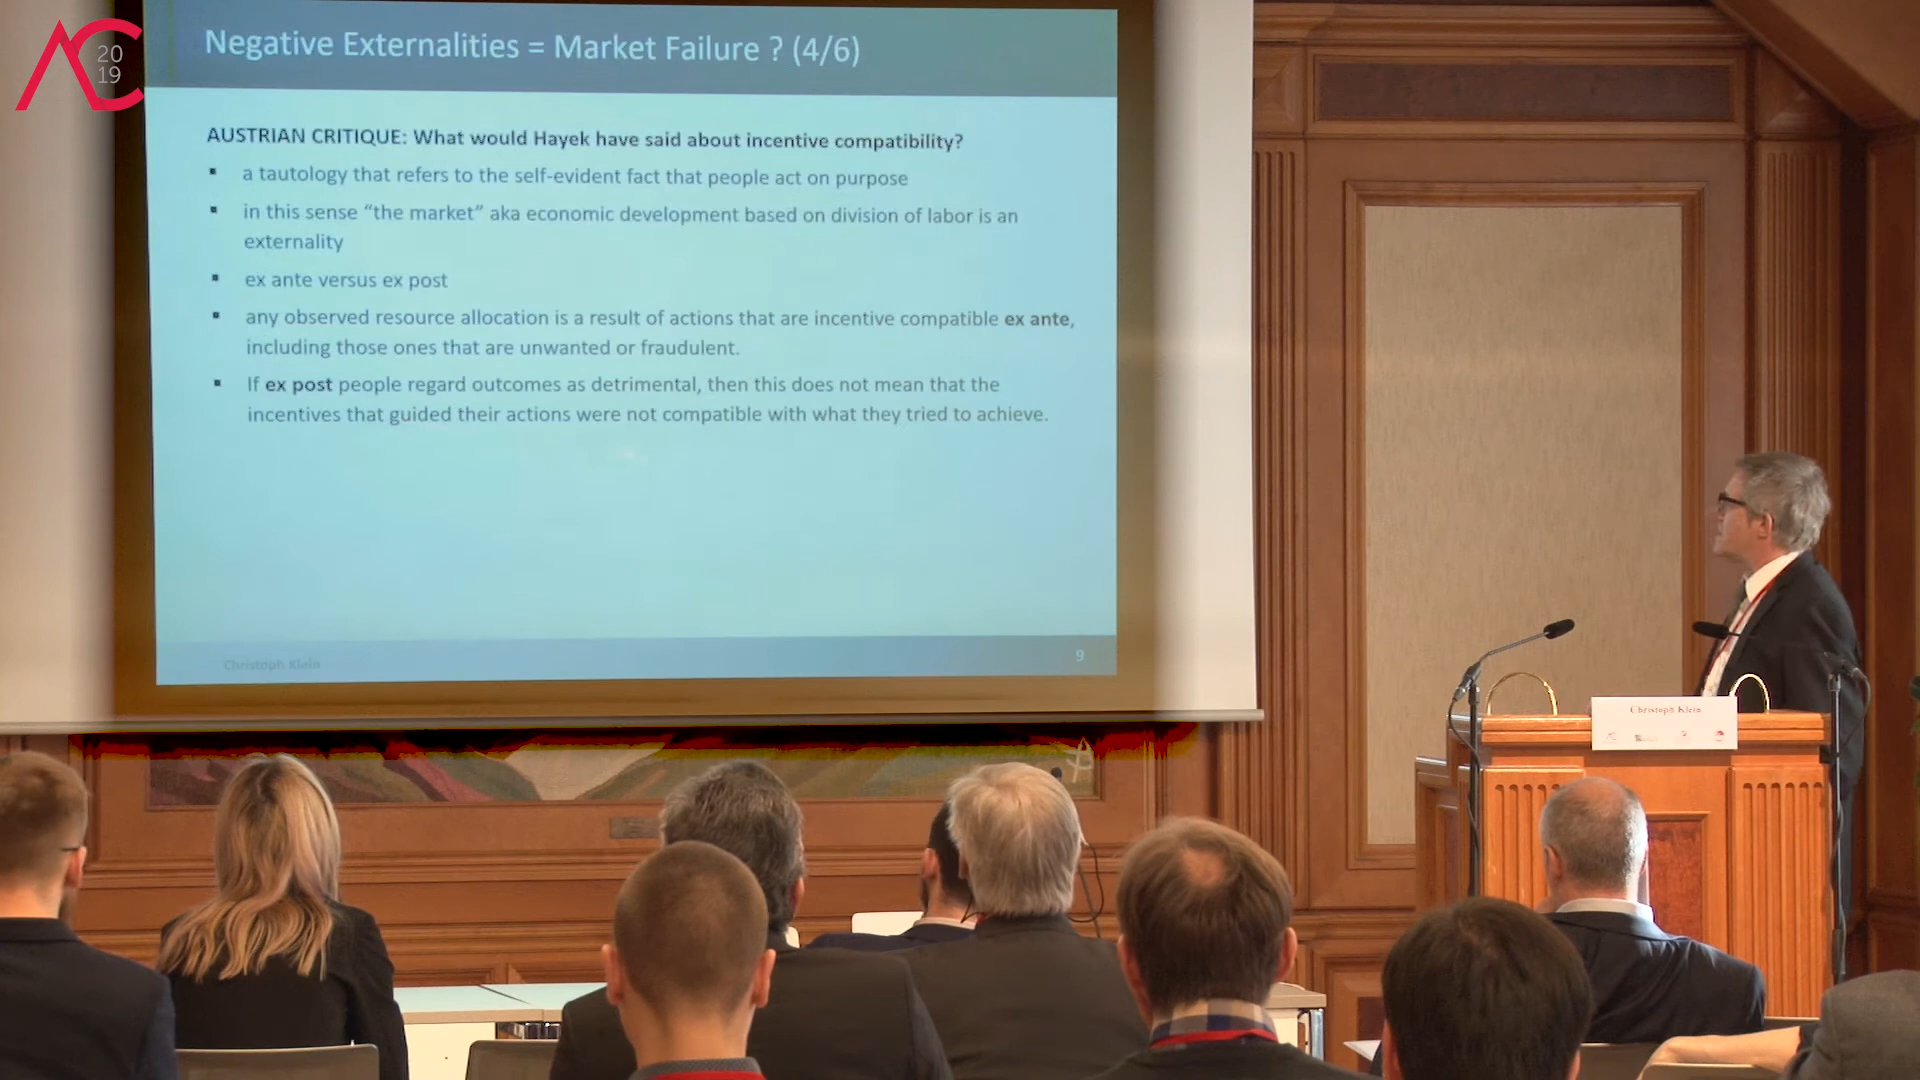 AC
20
19
Negative Externalities = Market Failure ? (4/6)
AUSTRIAN CRITIQUE: What would Hayek have said about incentive compatibility?
▪ a tautology that refers to the self-evident fact that people act on purpose
▪ in this sense “the market” aka economic development based on division of labor is an
externality
▪ ex ante versus ex post
▪ any observed resource allocation is a result of actions that are incentive compatible ex ante,
including those ones that are unwanted or fraudulent.
▪ If ex post people regard outcomes as detrimental, then this does not mean that the
incentives that guided their actions were not compatible with what they tried to achieve.
Christoph Klein
9
Christoph Klein